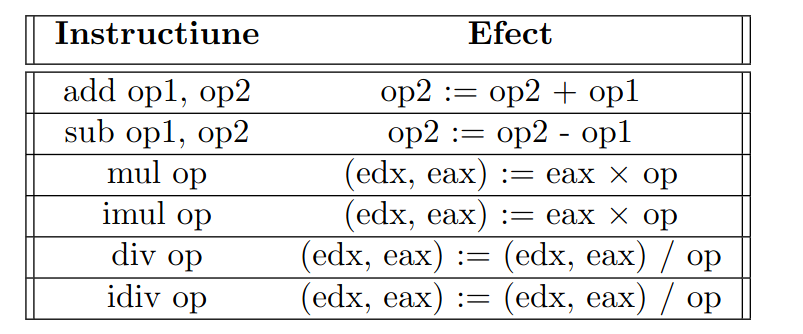 Instructiune Efect
add op1, op2 op2 := op2 + op1
sub op1, op2 op2 := op2 - op1
mul op (edx, eax) := eax × op
imul op (edx, eax) := eax × op
div op (edx, eax) := (edx, eax) / op
idiv op (edx, eax) := (edx, eax) / op